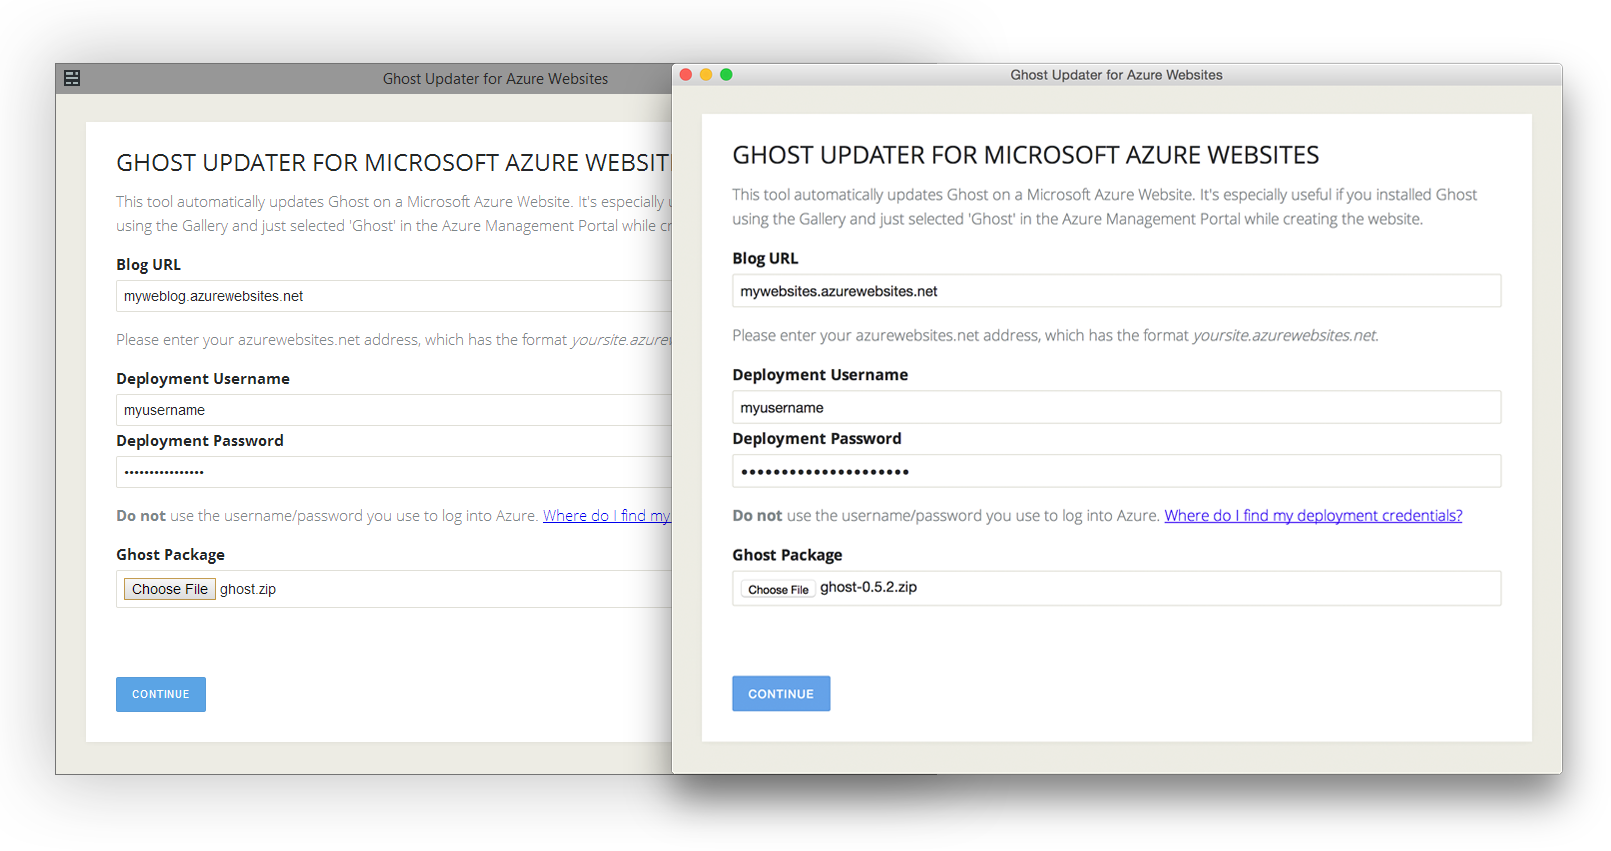 Ghost Updater for Azure Websites
GHOST UPDATER FOR MICROSOFT AZURE WEBSIT
This tool automatically updates Ghost on a Microsoft Azure Website. It's especially
using the Gallery and just selected 'Ghost' in the Azure Management Portal while
Blog URL
myweblog.azurewebsites.net
Please enter your azurewebsites.net address, which has the format yoursite.azurew
Deployment Username
myusername
Deployment Password
••••••••••••••••
Do not use the username/password you use to log into Azure. Where do I find my
Ghost Package
Choose File ghost.zip
CONTINUE
Ghost Updater for Azure Websites
GHOST UPDATER FOR MICROSOFT AZURE WEBSITES
This tool automatically updates Ghost on a Microsoft Azure Website. It's especially useful if you installed Ghost
using the Gallery and just selected 'Ghost' in the Azure Management Portal while creating the website.
Blog URL
mywebsites.azurewebsites.net
Please enter your azurewebsites.net address, which has the format yoursite.azurewebsites.net.
Deployment Username
myusername
Deployment Password
•••••••••••••••••••••
Do not use the username/password you use to log into Azure. Where do I find my deployment credentials?
Ghost Package
Choose File ghost-0.5.2.zip
CONTINUE